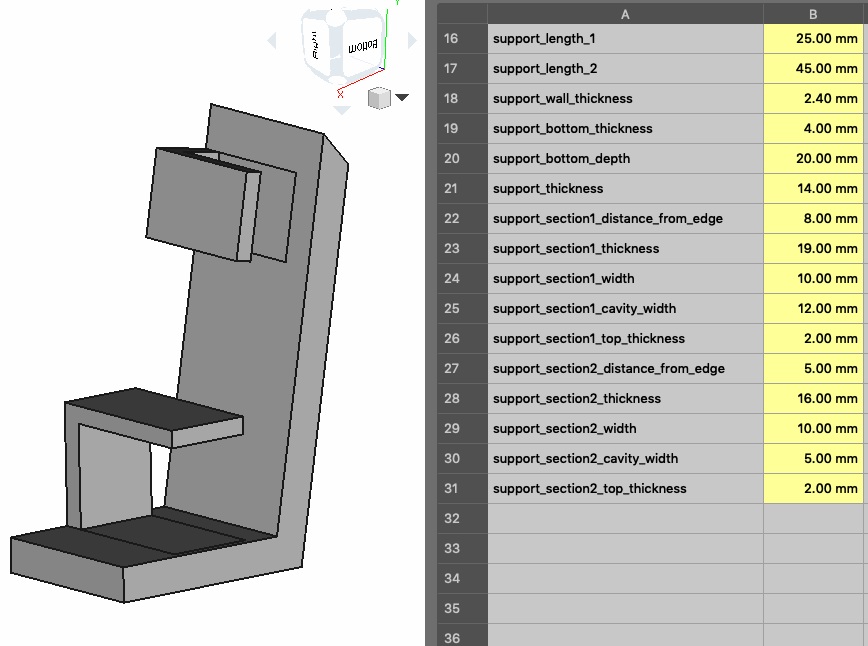 Y
Right
Bottom
X
A B
16 support_length_1 25.00 mm
17 support_length_2 45.00 mm
18 support_wall_thickness 2.40 mm
19 support_bottom_thickness 4.00 mm
20 support_bottom_depth 20.00 mm
21 support_thickness 14.00 mm
22 support_section1_distance_from_edge 8.00 mm
23 support_section1_thickness 19.00 mm
24 support_section1_width 10.00 mm
25 support_section1_cavity_width 12.00 mm
26 support_section1_top_thickness 2.00 mm
27 support_section2_distance_from_edge 5.00 mm
28 support_section2_thickness 16.00 mm
29 support_section2_width 10.00 mm
30 support_section2_cavity_width 5.00 mm
31 support_section2_top_thickness 2.00 mm
32
33
34
35
36